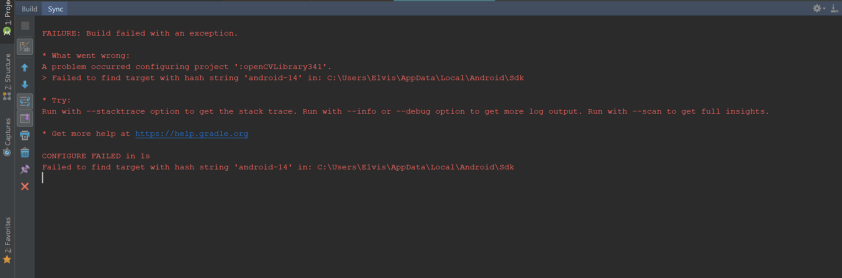 Build Sync
FAILURE: Build failed with an exception.
* What went wrong:
A problem occurred configuring project ':openCVLibrary341'.
> Failed to find target with hash string 'android-14' in: C:\Users\Elvis\AppData\Local\Android\Sdk
* Try:
Run with --stacktrace option to get the stack trace. Run with --info or --debug option to get more log output. Run with --scan to get full insights.
* Get more help at https://help.gradle.org
CONFIGURE FAILED in 1s
Failed to find target with hash string 'android-14' in: C:\Users\Elvis\AppData\Local\Android\Sdk
1: Proje
Z: Structure
Captures
2: Favorites